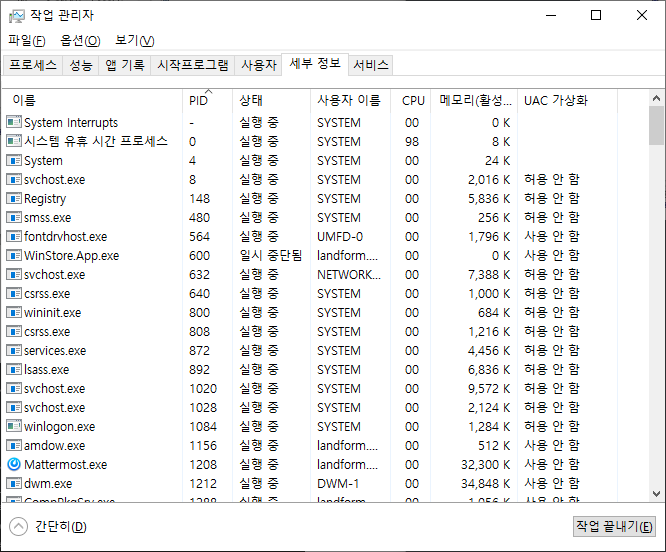 작업 관리자
파일(F) 옵션(O) 보기(V)
프로세스 성능 앱 기록 시작프로그램 사용자 세부 정보 서비스
이름 PID 상태 사용자 이름 CPU 메모리(활성... UAC 가상화
System Interrupts - 실행 중 SYSTEM 00 0 K
시스템 유휴 시간 프로세스 0 실행 중 SYSTEM 98 8 K
System 4 실행 중 SYSTEM 00 24 K
svchost.exe 8 실행 중 SYSTEM 00 2,016 K 허용 안 함
Registry 148 실행 중 SYSTEM 00 5,836 K 허용 안 함
smss.exe 480 실행 중 SYSTEM 00 256 K 허용 안 함
fontdrvhost.exe 564 실행 중 UMFD-0 00 1,796 K 사용 안 함
WinStore.App.exe 600 일시 중단됨 landform.... 00 0 K 사용 안 함
svchost.exe 632 실행 중 NETWORK... 00 7,388 K 허용 안 함
csrss.exe 640 실행 중 SYSTEM 00 1,000 K 허용 안 함
wininit.exe 800 실행 중 SYSTEM 00 684 K 허용 안 함
csrss.exe 808 실행 중 SYSTEM 00 1,216 K 허용 안 함
services.exe 872 실행 중 SYSTEM 00 4,456 K 허용 안 함
lsass.exe 892 실행 중 SYSTEM 00 6,836 K 허용 안 함
svchost.exe 1020 실행 중 SYSTEM 00 9,572 K 허용 안 함
svchost.exe 1028 실행 중 SYSTEM 00 2,124 K 허용 안 함
winlogon.exe 1084 실행 중 SYSTEM 00 1,284 K 허용 안 함
amdow.exe 1156 실행 중 landform.... 00 512 K 사용 안 함
Mattermost.exe 1208 실행 중 landform.... 00 32,300 K 사용 안 함
dwm.exe 1212 실행 중 DWM-1 00 34,848 K 사용 안 함
CompPkgSrv.exe 1288 실행 중 landform.... 00 1,056 K 사용 안 함
간단히(D) 작업 끝내기(E)